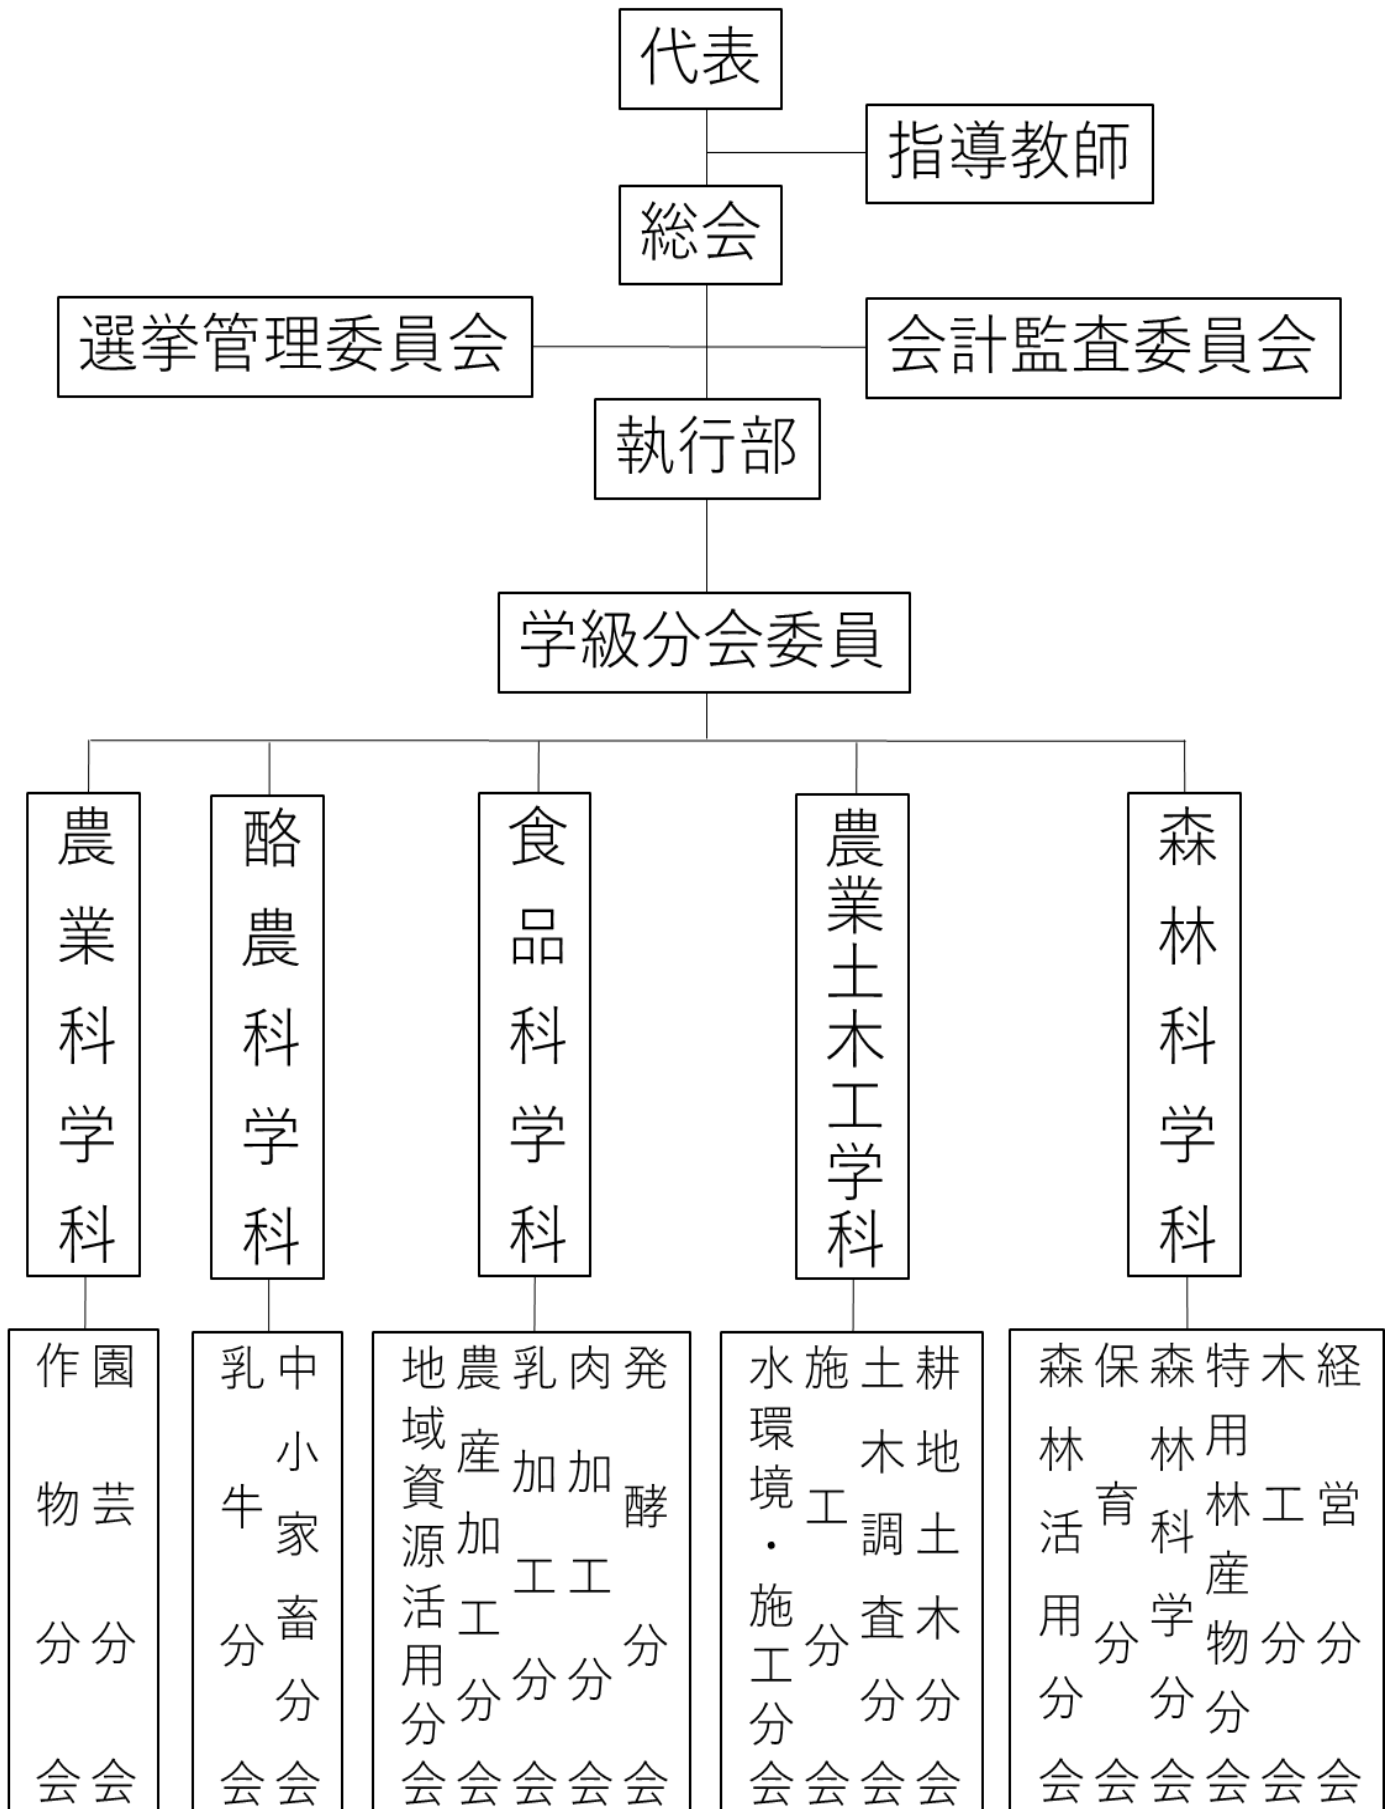 代表
指導教師
総会
選挙管理委員会
会計監査委員会
執行部
学級分会委員
農業科学科
酪農科学科
食品科学科
農業土木工学科
森林科学科
園芸分会
作物分会
中小家畜分会
乳牛分会
発酵分会
肉加工分会
乳加工分会
農産加工分会
地域資源活用分会
耕地土木分会
土木調査分会
施工分会
水環境・施工分会
経営分会
木工分会
特用林産物分会
森林科学分会
保育分会
森林活用分会